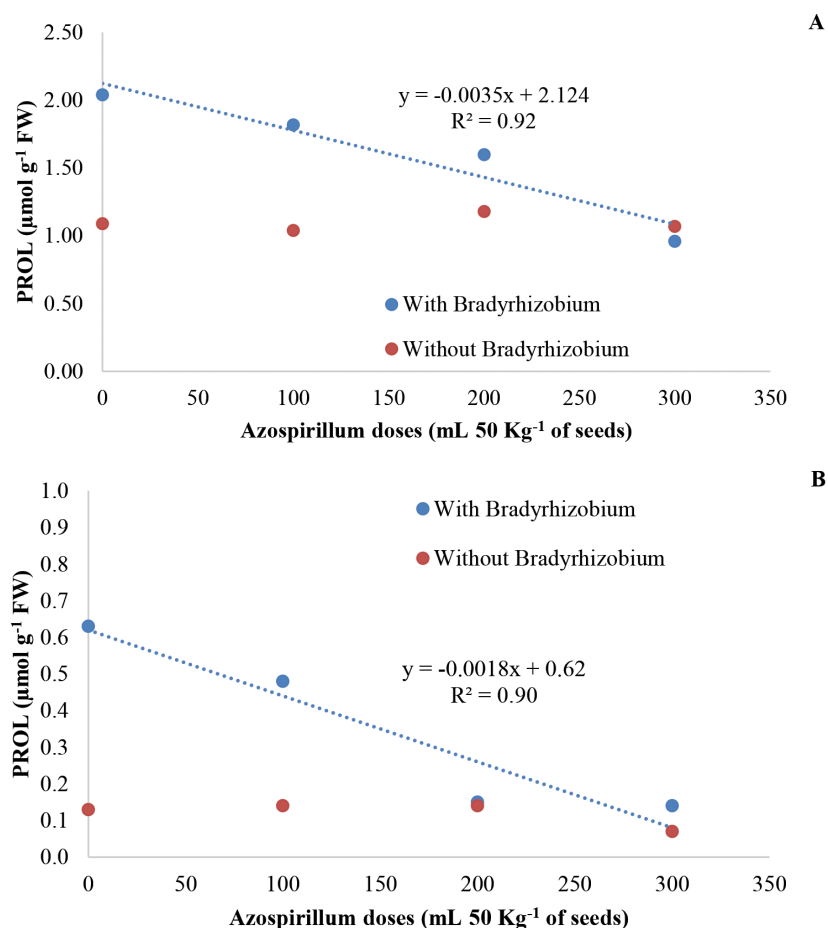 A
2.50
2.00
1.50
1.00
0.50
0.00
PROL (µmol g⁻¹ FW)
y = -0.0035x + 2.124
R² = 0.92
With Bradyrhizobium
Without Bradyrhizobium
0 50 100 150 200 250 300 350
Azospirillum doses (mL 50 Kg⁻¹ of seeds)
B
1.0
0.9
0.8
0.7
0.6
0.5
0.4
0.3
0.2
0.1
0.0
PROL (µmol g⁻¹ FW)
With Bradyrhizobium
Without Bradyrhizobium
y = -0.0018x + 0.62
R² = 0.90
0 50 100 150 200 250 300 350
Azospirillum doses (mL 50 Kg⁻¹ of seeds)